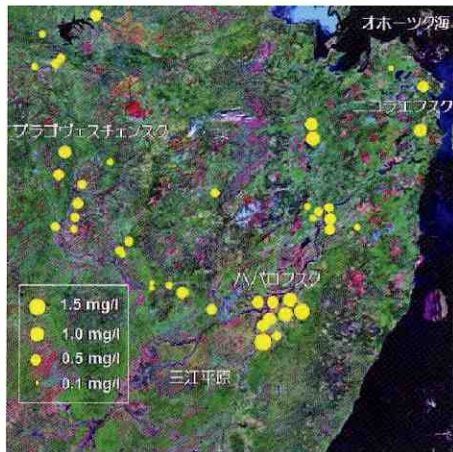 オホーツク海
ニコラエフスク
ブラゴヴェスチェンスク
ハバロフスク
1.5 mg/l
1.0 mg/l
0.5 mg/l
0.1 mg/l
三江平原